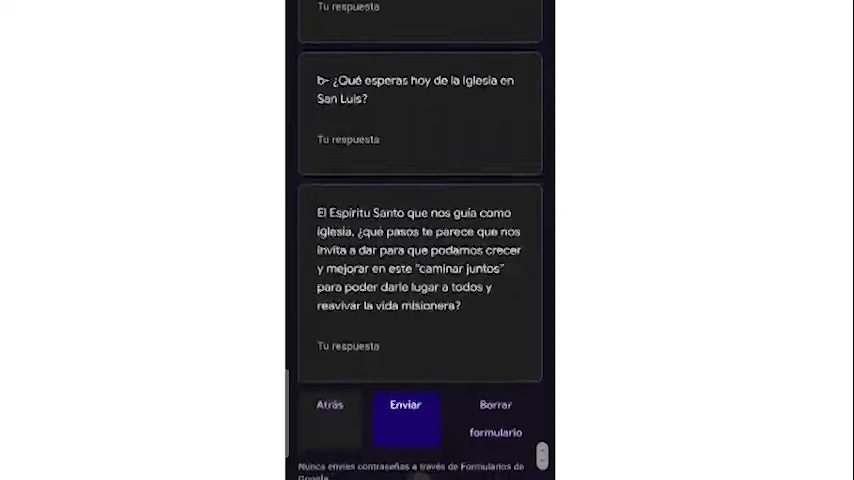 Tu respuesta
b- ¿Qué esperas hoy de la Iglesia en
San Luis?
Tu respuesta
El Espíritu Santo que nos guía como
iglesia, ¿qué pasos te parece que nos
invita a dar para que podamos crecer
y mejorar en este "caminar juntos"
para poder darle lugar a todos y
reavivar la vida misionera?
Tu respuesta
Atrás
Enviar
Borrar
formulario
Nunca envíes contraseñas a través de Formularios de
Google